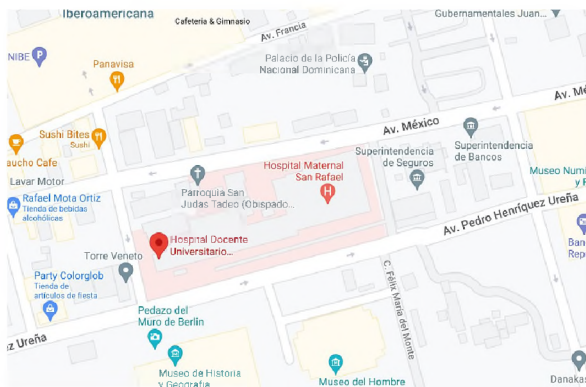 Iberoamericana
Cafetería & Gimnasio
Gubernamentales Juan...
Av. Francia
UNIBE
Panavisa
Palacio de la Policía
Nacional Dominicana
Av. Mé
Av. México
Sushi Bites
Sushi
aucho Cafe
Lavar Motor
Hospital Maternal
San Rafael
Superintendencia
de Seguros
Superintendencia
de Bancos
Museo Numi
y F
Parroquia San
Judas Tadeo (Obispado...
Rafael Mota Ortiz
Tienda de bebidas
alcohólicas
Av. Pedro Henríquez Ureña
Hospital Docente
Universitario...
Ban
Rep
Torre Veneto
Party Colorglob
Tienda de
artículos de fiesta
C. Félix María del Monte
Pedazo del
Muro de Berlín
ez Ureña
Museo de Historia
y Geografía
Museo del Hombre
Danakas